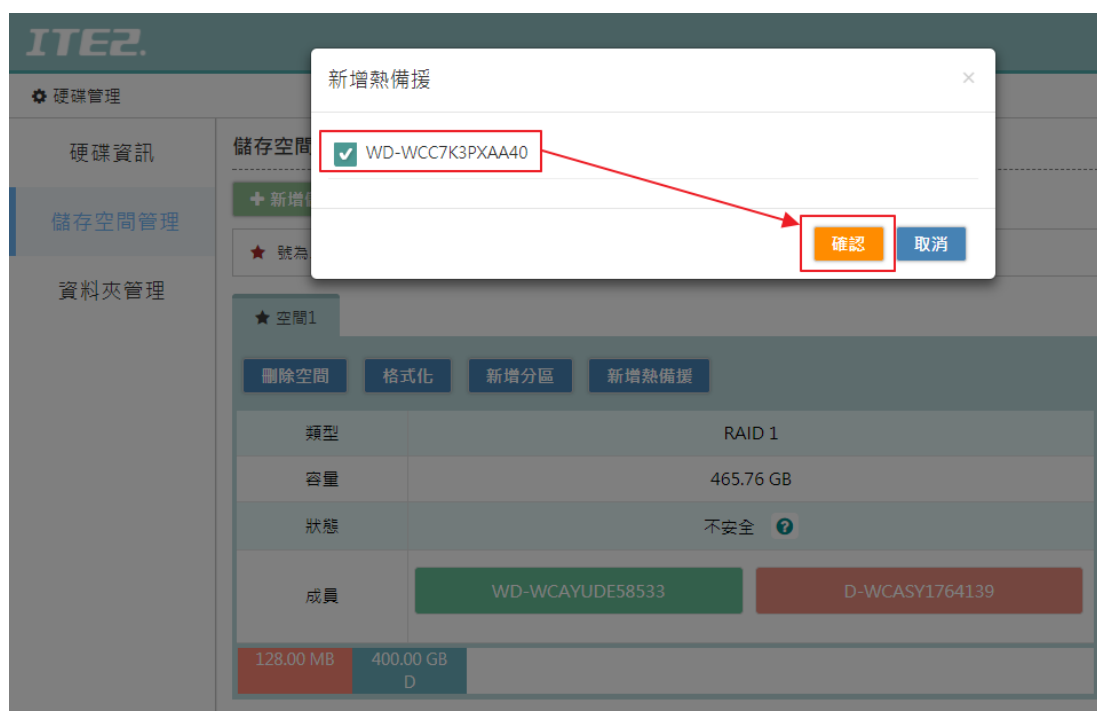 ITE2.
新增熱備援
×
硬碟管理
硬碟資訊
儲存空間管理
資料夾管理
儲存空間
WD-WCC7K3PXAA40
新增
確認
取消
號為
空間1
刪除空間
格式化
新增分區
新增熱備援
類型
RAID 1
容量
465.76 GB
狀態
不安全
成員
WD-WCAYUDE58533
D-WCASY1764139
128.00 MB
400.00 GB
D